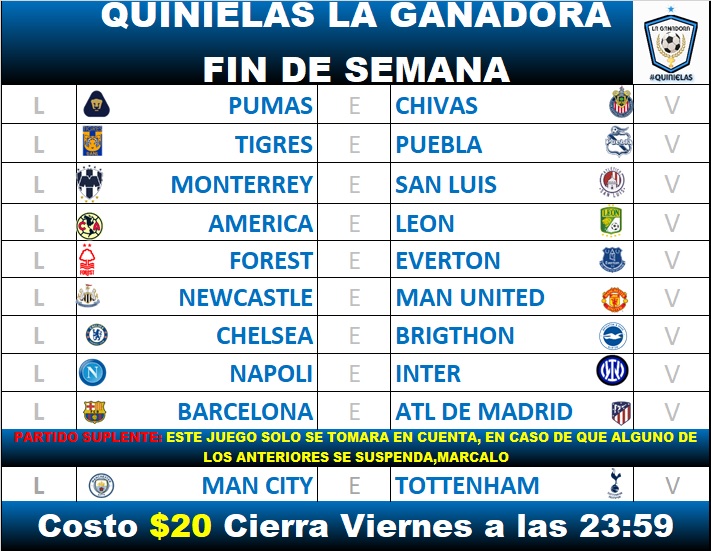 QUINIELAS LA GANADORA
LA GANADORA
#QUINIELAS
FIN DE SEMANA
L PUMAS E CHIVAS V
L TIGRES E PUEBLA V
L MONTERREY E SAN LUIS V
L AMERICA E LEON V
L FOREST E EVERTON V
L NEWCASTLE E MAN UNITED V
L CHELSEA E BRIGTHON V
L NAPOLI E INTER V
L BARCELONA E ATL DE MADRID V
PARTIDO SUPLENTE: ESTE JUEGO SOLO SE TOMARA EN CUENTA, EN CASO DE QUE ALGUNO DE
LOS ANTERIORES SE SUSPENDA,MARCALO
L MAN CITY E TOTTENHAM V
Costo $20 Cierra Viernes a las 23:59